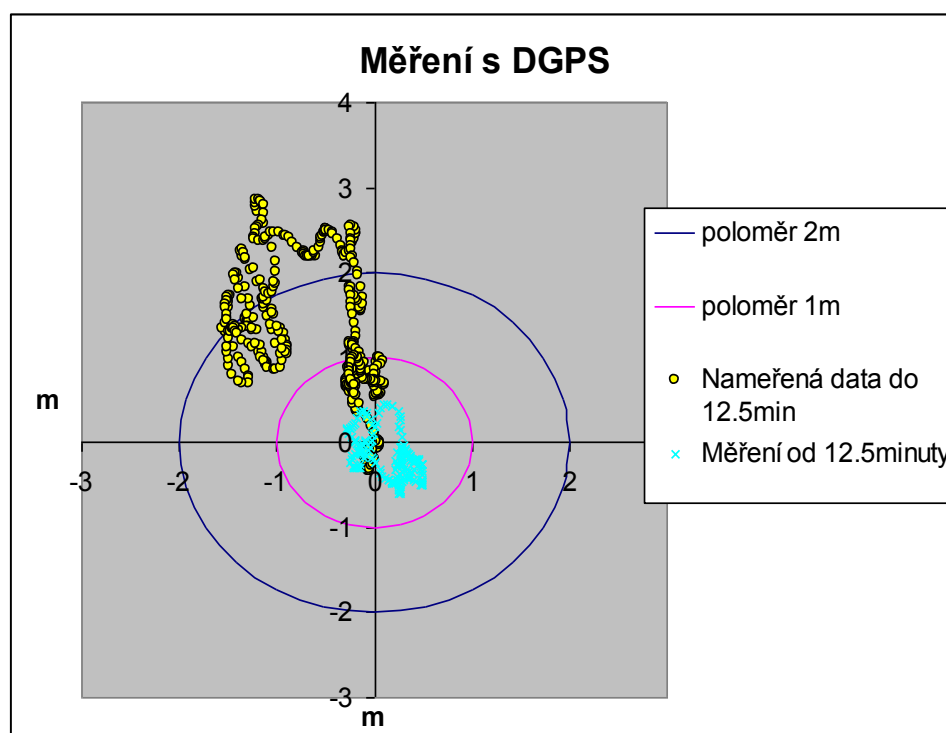 Měření s DGPS
4
3
2
1
0
-1
-2
-3
-3
-2
-1
0
1
2
m
m
poloměr 2m
poloměr 1m
Nameřená data do
12.5min
Měření od 12.5minuty